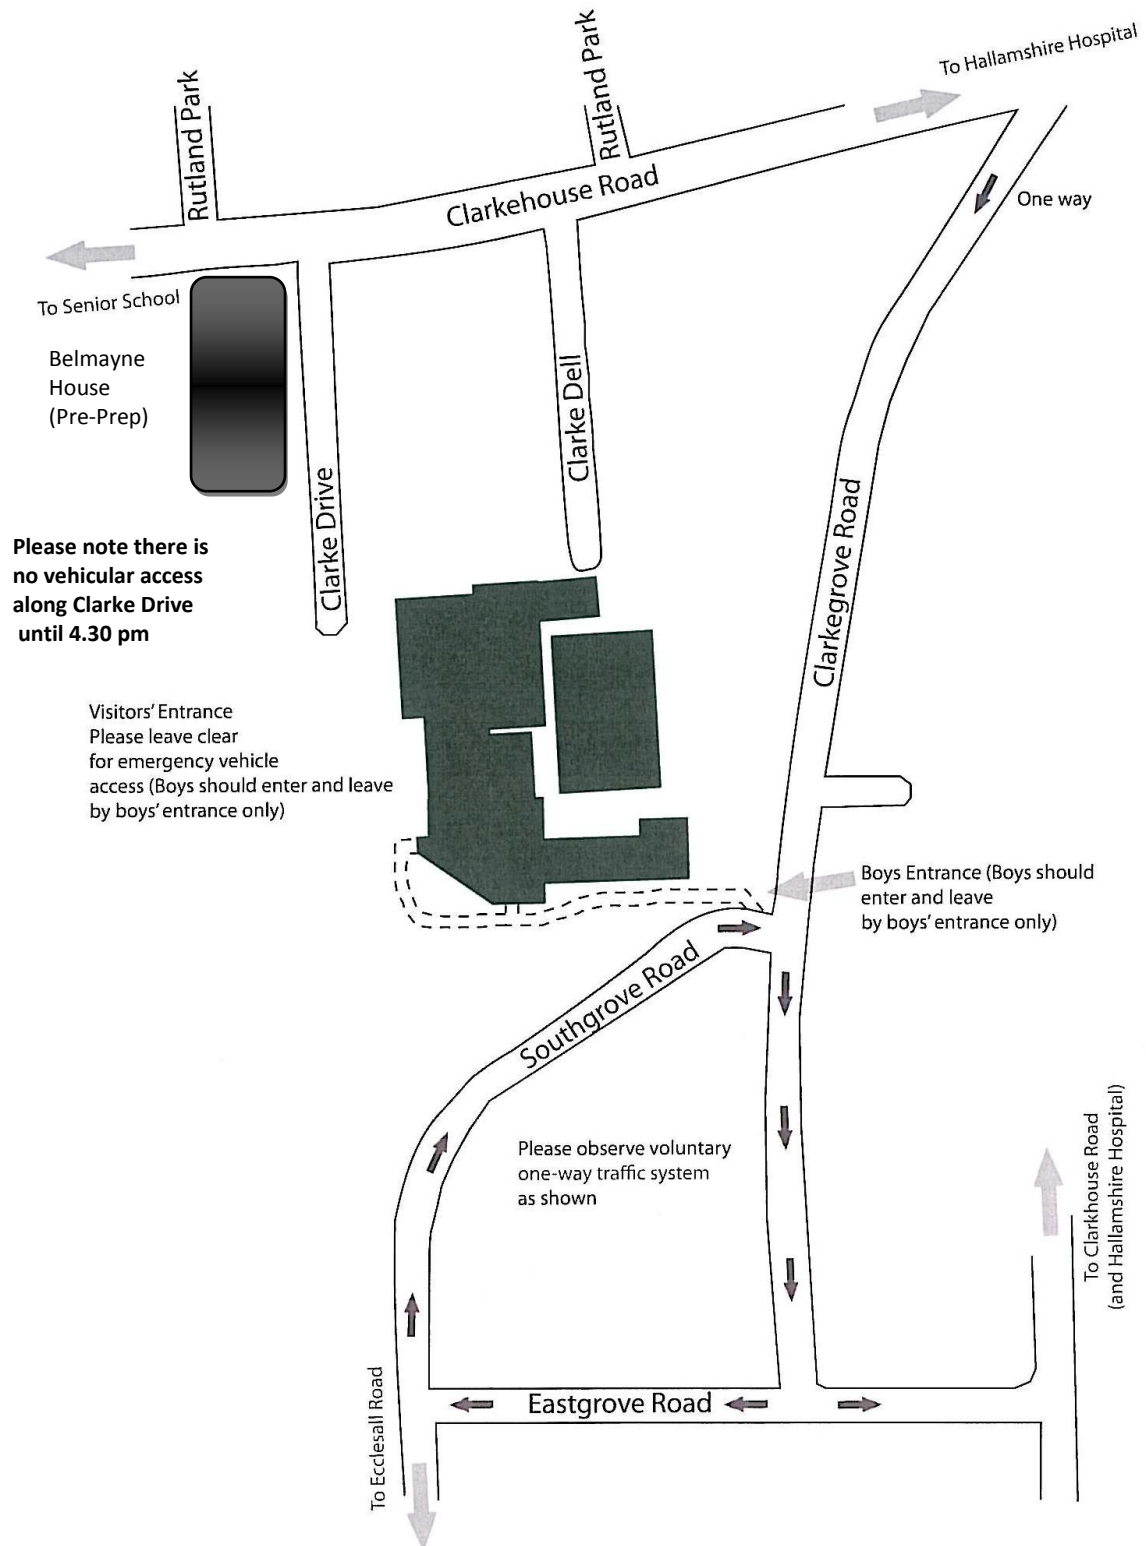 Rutland Park
Rutland Park
To Hallamshire Hospital
Clarkehouse Road
One way
To Senior School
Belmayne
House
(Pre-Prep)
Clarke Drive
Clarke Dell
Clarkegrove Road
Please note there is
no vehicular access
along Clarke Drive
until 4.30 pm
Visitors' Entrance
Please leave clear
for emergency vehicle
access (Boys should enter and leave
by boys' entrance only)
Boys Entrance (Boys should
enter and leave
by boys' entrance only)
Southgrove Road
Please observe voluntary
one-way traffic system
as shown
To Clarkhouse Road
(and Hallamshire Hospital)
Eastgrove Road
To Ecclesall Road